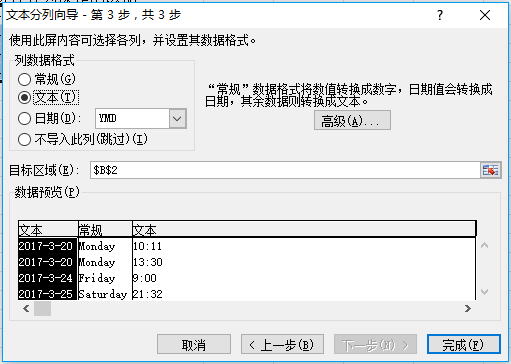 文本分列向导 - 第 3 步，共 3 步
使用此屏内容可选择各列，并设置其数据格式。
列数据格式
常规(G)
文本(T)
日期(D): YMD
不导入此列(跳过)(I)
“常规”数据格式将数值转换成数字，日期值会转换成
日期，其余数据则转换成文本。
高级(A)...
目标区域(E): $B$2
数据预览(P)
文本 常规 文本
2017-3-20 Monday 10:11
2017-3-20 Monday 13:30
2017-3-24 Friday 9:00
2017-3-25 Saturday 21:32
取消 < 上一步(B) 下一步(N) > 完成(F)